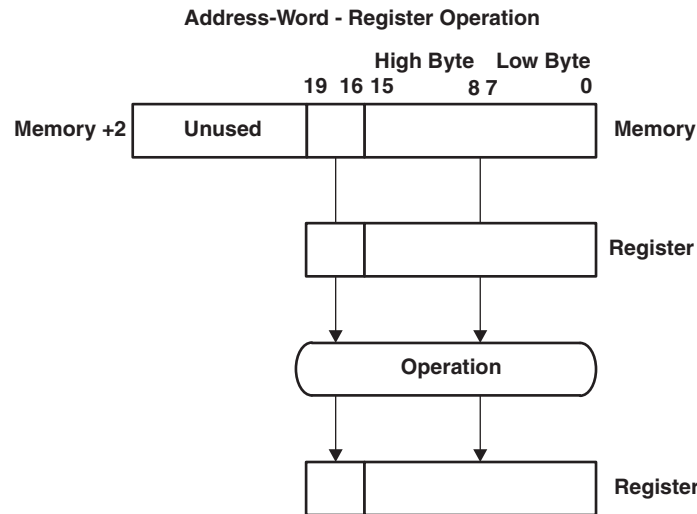 Address-Word - Register Operation
High Byte Low Byte
19 16 15 8 7 0
Memory +2 Unused Memory
Register
Operation
Register